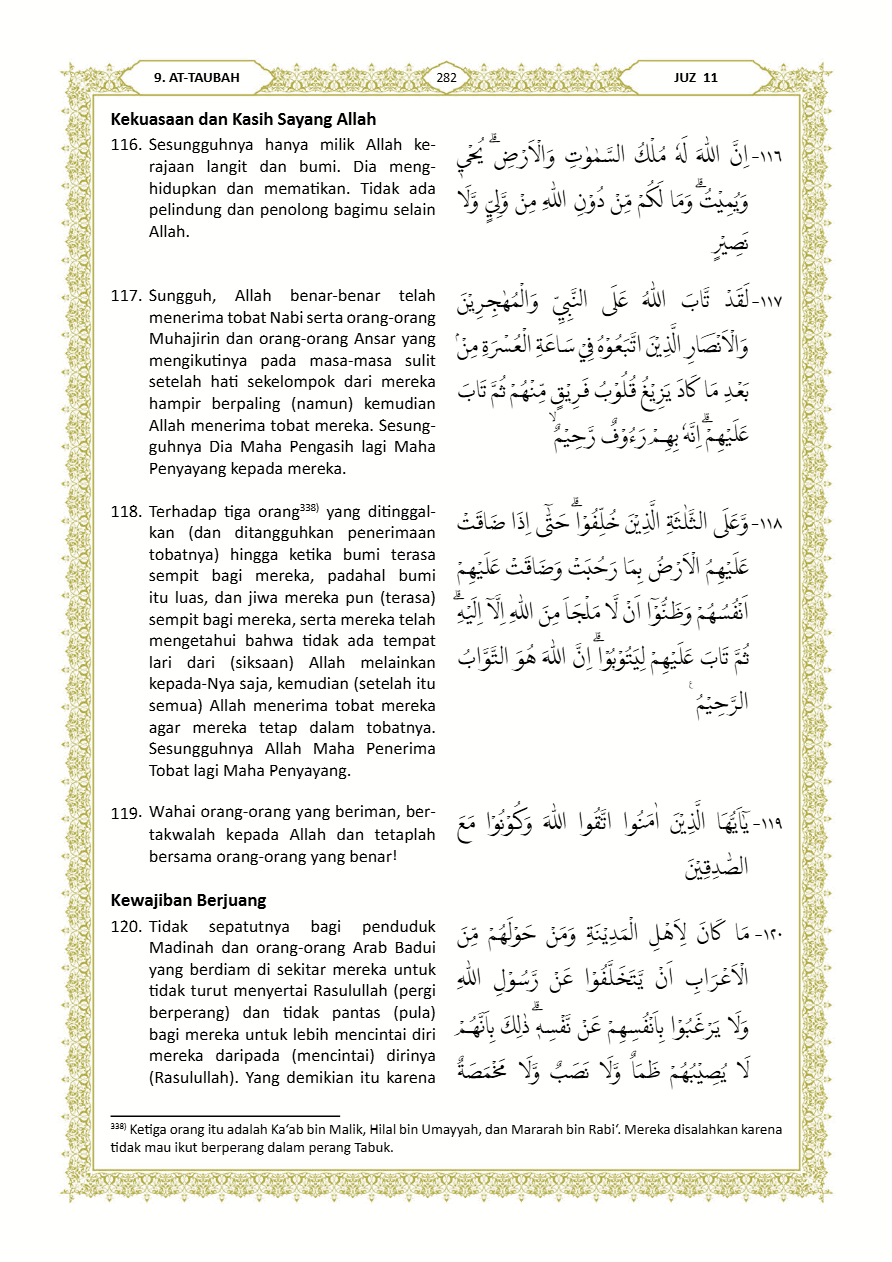 9. AT-TAUBAH
282
JUZ 11
Kekuasaan dan Kasih Sayang Allah
116. Sesungguhnya hanya milik Allah ke-
rajaan langit dan bumi. Dia meng-
hidupkan dan mematikan. Tidak ada
pelindung dan penolong bagimu selain
Allah.
١١٦- اِنَّ اللّٰهَ لَهٗ مُلْكُ السَّمٰوٰتِ وَالْاَرْضِۗ يُحْيٖ
وَيُمِيْتُۗ وَمَا لَكُمْ مِّنْ دُوْنِ اللّٰهِ مِنْ وَّلِيٍّ وَّلَا
نَصِيْرٍ
117. Sungguh, Allah benar-benar telah
menerima tobat Nabi serta orang-orang
Muhajirin dan orang-orang Ansar yang
mengikutinya pada masa-masa sulit
setelah hati sekelompok dari mereka
hampir berpaling (namun) kemudian
Allah menerima tobat mereka. Sesung-
guhnya Dia Maha Pengasih lagi Maha
Penyayang kepada mereka.
١١٧- لَقَدْ تَّابَ اللّٰهُ عَلَى النَّبِيِّ وَالْمُهٰجِرِيْنَ
وَالْاَنْصَارِ الَّذِيْنَ اتَّبَعُوْهُ فِيْ سَاعَةِ الْعُسْرَةِ مِنْۢ
بَعْدِ مَا كَادَ يَزِيْغُ قُلُوْبُ فَرِيْقٍ مِّنْهُمْ ثُمَّ تَابَ
عَلَيْهِمْۗ اِنَّهٗ بِهِمْ رَءُوْفٌ رَّحِيْمٌۙ
118. Terhadap tiga orang³³⁸⁾ yang ditinggal-
kan (dan ditangguhkan penerimaan
tobatnya) hingga ketika bumi terasa
sempit bagi mereka, padahal bumi
itu luas, dan jiwa mereka pun (terasa)
sempit bagi mereka, serta mereka telah
mengetahui bahwa tidak ada tempat
lari dari (siksaan) Allah melainkan
kepada-Nya saja, kemudian (setelah itu
semua) Allah menerima tobat mereka
agar mereka tetap dalam tobatnya.
Sesungguhnya Allah Maha Penerima
Tobat lagi Maha Penyayang.
١١٨- وَّعَلَى الثَّلٰثَةِ الَّذِيْنَ خُلِّفُوْاۗ حَتّٰٓى اِذَا ضَاقَتْ
عَلَيْهِمُ الْاَرْضُ بِمَا رَحُبَتْ وَضَاقَتْ عَلَيْهِمْ
اَنْفُسُهُمْ وَظَنُّوْٓا اَنْ لَّا مَلْجَاَ مِنَ اللّٰهِ اِلَّآ اِلَيْهِۗ
ثُمَّ تَابَ عَلَيْهِمْ لِيَتُوْبُوْاۗ اِنَّ اللّٰهَ هُوَ التَّوَّابُ
الرَّحِيْمُ ࣖ
119. Wahai orang-orang yang beriman, ber-
takwalah kepada Allah dan tetaplah
bersama orang-orang yang benar!
١١٩- يٰٓاَيُّهَا الَّذِيْنَ اٰمَنُوا اتَّقُوا اللّٰهَ وَكُوْنُوْا مَعَ
الصّٰدِقِيْنَ
Kewajiban Berjuang
120. Tidak sepatutnya bagi penduduk
Madinah dan orang-orang Arab Badui
yang berdiam di sekitar mereka untuk
tidak turut menyertai Rasulullah (pergi
berperang) dan tidak pantas (pula)
bagi mereka untuk lebih mencintai diri
mereka daripada (mencintai) dirinya
(Rasulullah). Yang demikian itu karena
١٢٠- مَا كَانَ لِاَهْلِ الْمَدِيْنَةِ وَمَنْ حَوْلَهُمْ مِّنَ
الْاَعْرَابِ اَنْ يَّتَخَلَّفُوْا عَنْ رَّسُوْلِ اللّٰهِ
وَلَا يَرْغَبُوْا بِاَنْفُسِهِمْ عَنْ نَّفْسِهٖۗ ذٰلِكَ بِاَنَّهُمْ
لَا يُصِيْبُهُمْ ظَمَاٌ وَّلَا نَصَبٌ وَّلَا مَخْمَصَةٌ
³³⁸⁾ Ketiga orang itu adalah Ka‘ab bin Malik, Hilal bin Umayyah, dan Mararah bin Rabi‘. Mereka disalahkan karena
tidak mau ikut berperang dalam perang Tabuk.